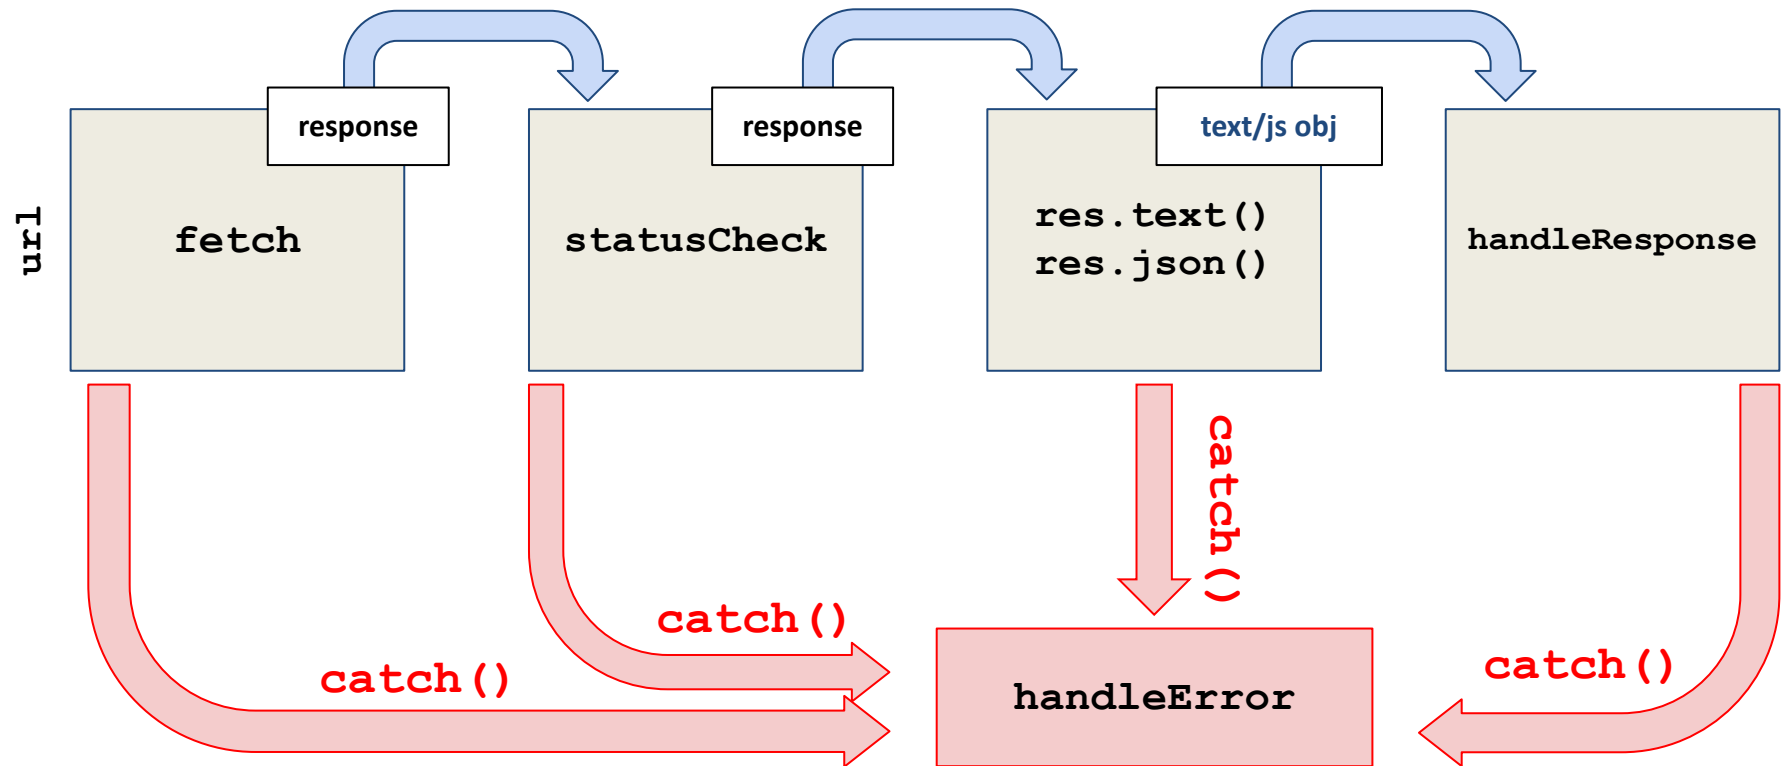 response
response
text/js obj
url
fetch
statusCheck
res.text()
res.json()
handleResponse
catch()
catch()
catch()
catch()
handleError